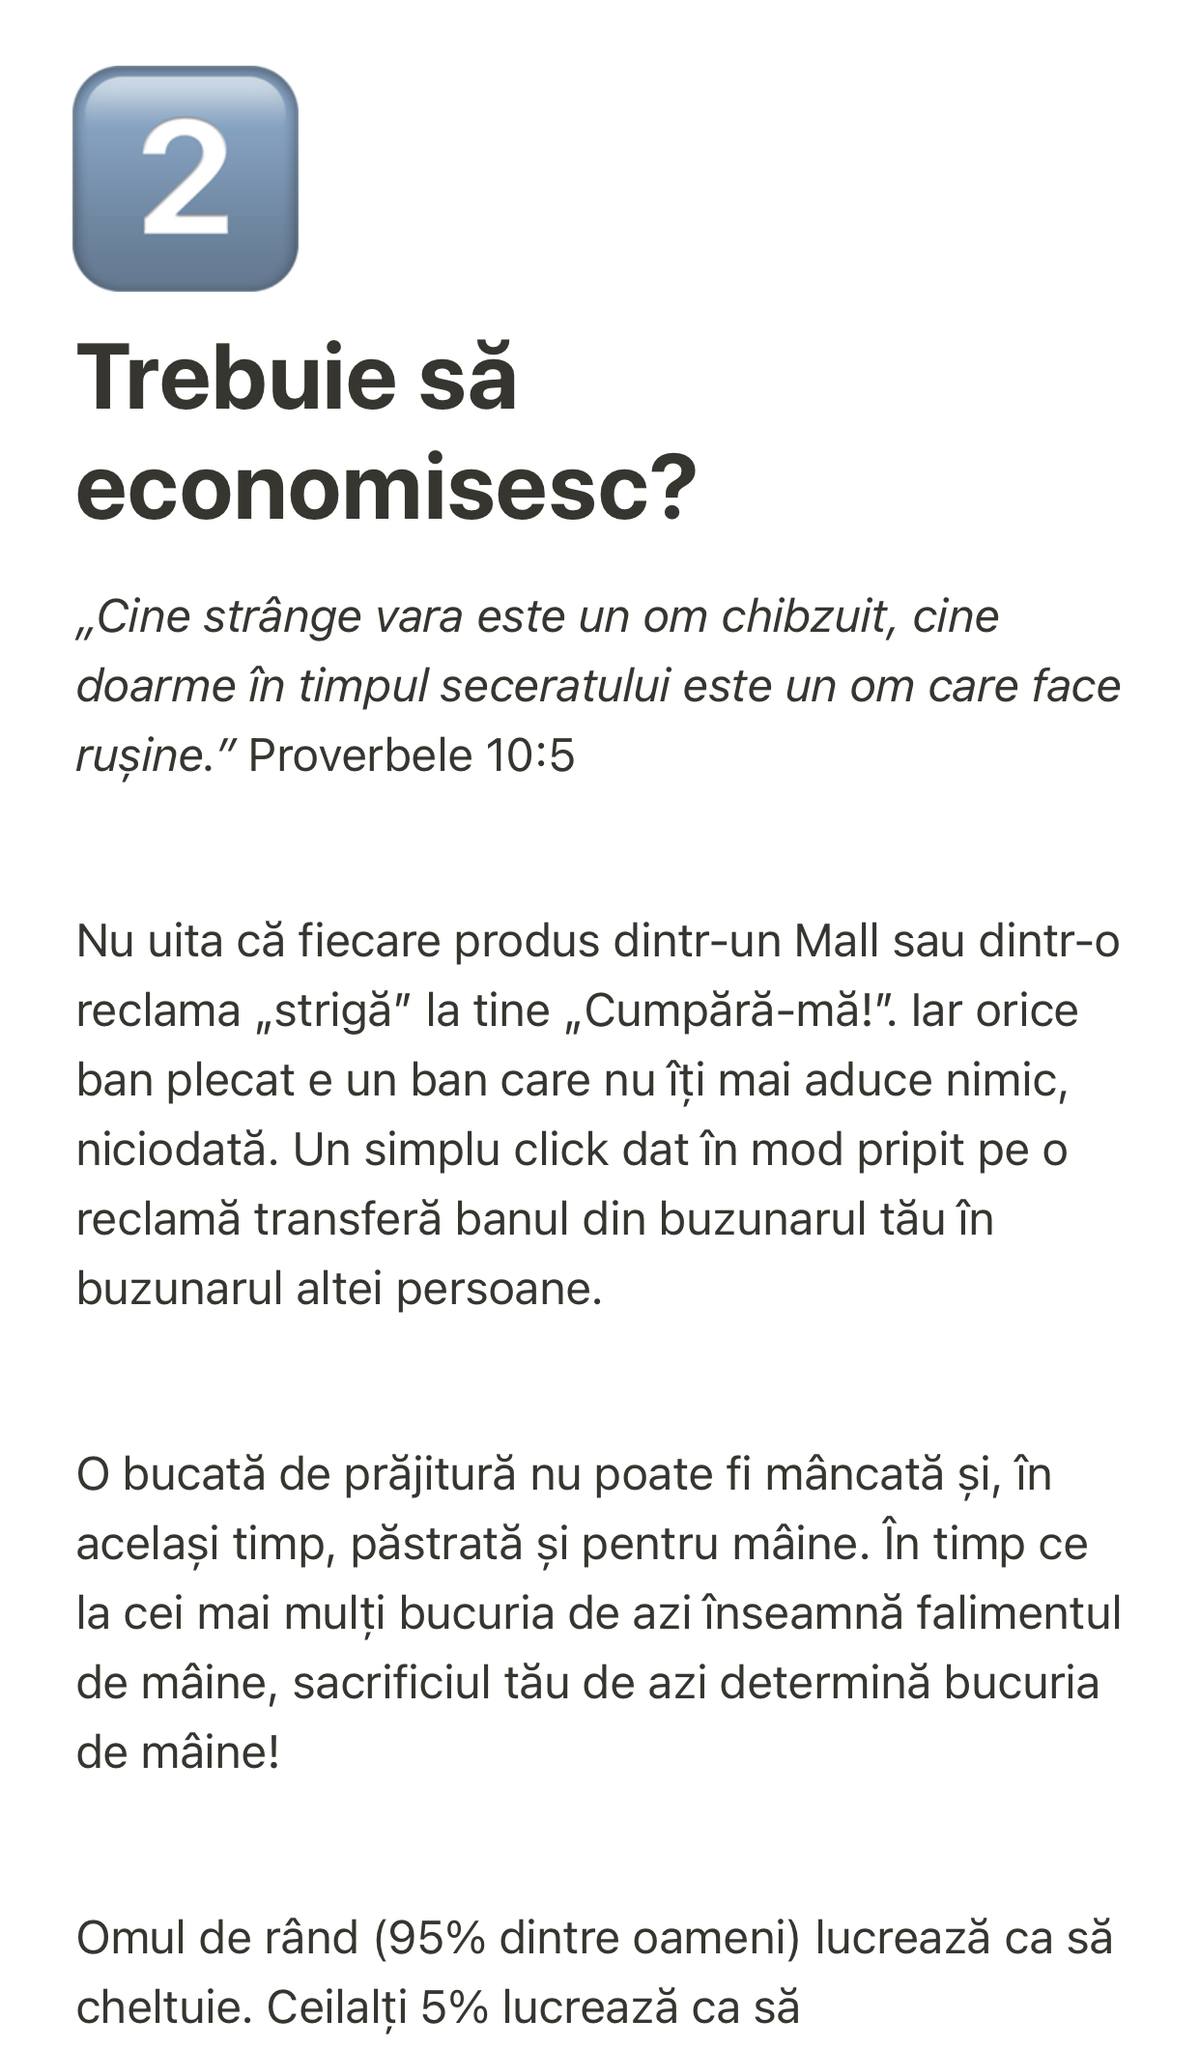 2
Trebuie să
economisesc?
„Cine strânge vara este un om chibzuit, cine
doarme în timpul seceratului este un om care face
rușine.” Proverbele 10:5
Nu uita că fiecare produs dintr-un Mall sau dintr-o
reclama „strigă” la tine „Cumpără-mă!”. Iar orice
ban plecat e un ban care nu îți mai aduce nimic,
niciodată. Un simplu click dat în mod pripit pe o
reclamă transferă banul din buzunarul tău în
buzunarul altei persoane.
O bucată de prăjitură nu poate fi mâncată și, în
același timp, păstrată și pentru mâine. În timp ce
la cei mai mulți bucuria de azi înseamnă falimentul
de mâine, sacrificiul tău de azi determină bucuria
de mâine!
Omul de rând (95% dintre oameni) lucrează ca să
cheltuie. Ceilalți 5% lucrează ca să